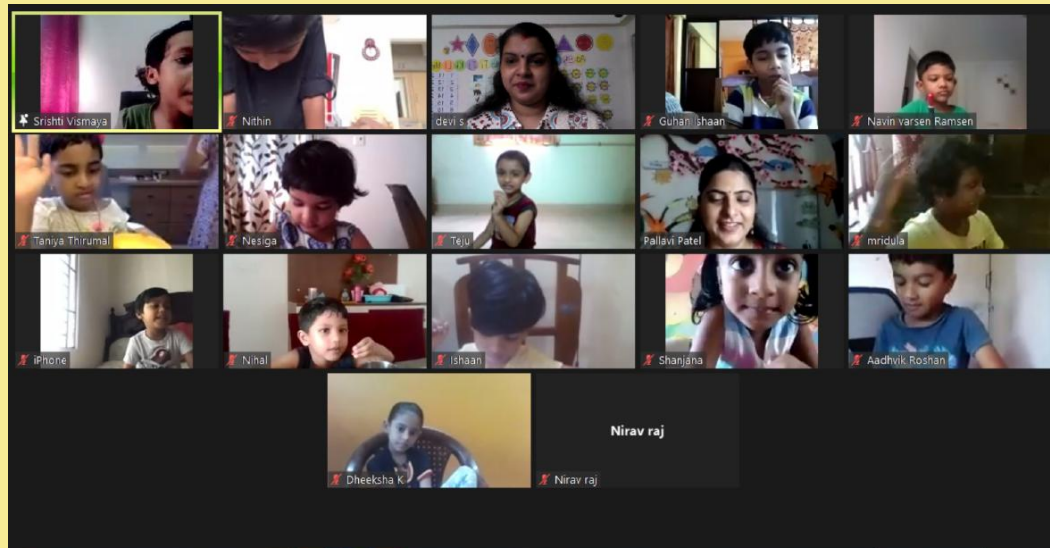 Srishti Vismaya
Nithin
devi s
Guhan Ishaan
Navin varsen Ramsen
Taniya Thirumal
Nesiga
Teju
Pallavi Patel
mridula
iPhone
Nihal
Ishaan
Shanjana
Aadhvik Roshan
Dheeksha K
Nirav raj
Nirav raj